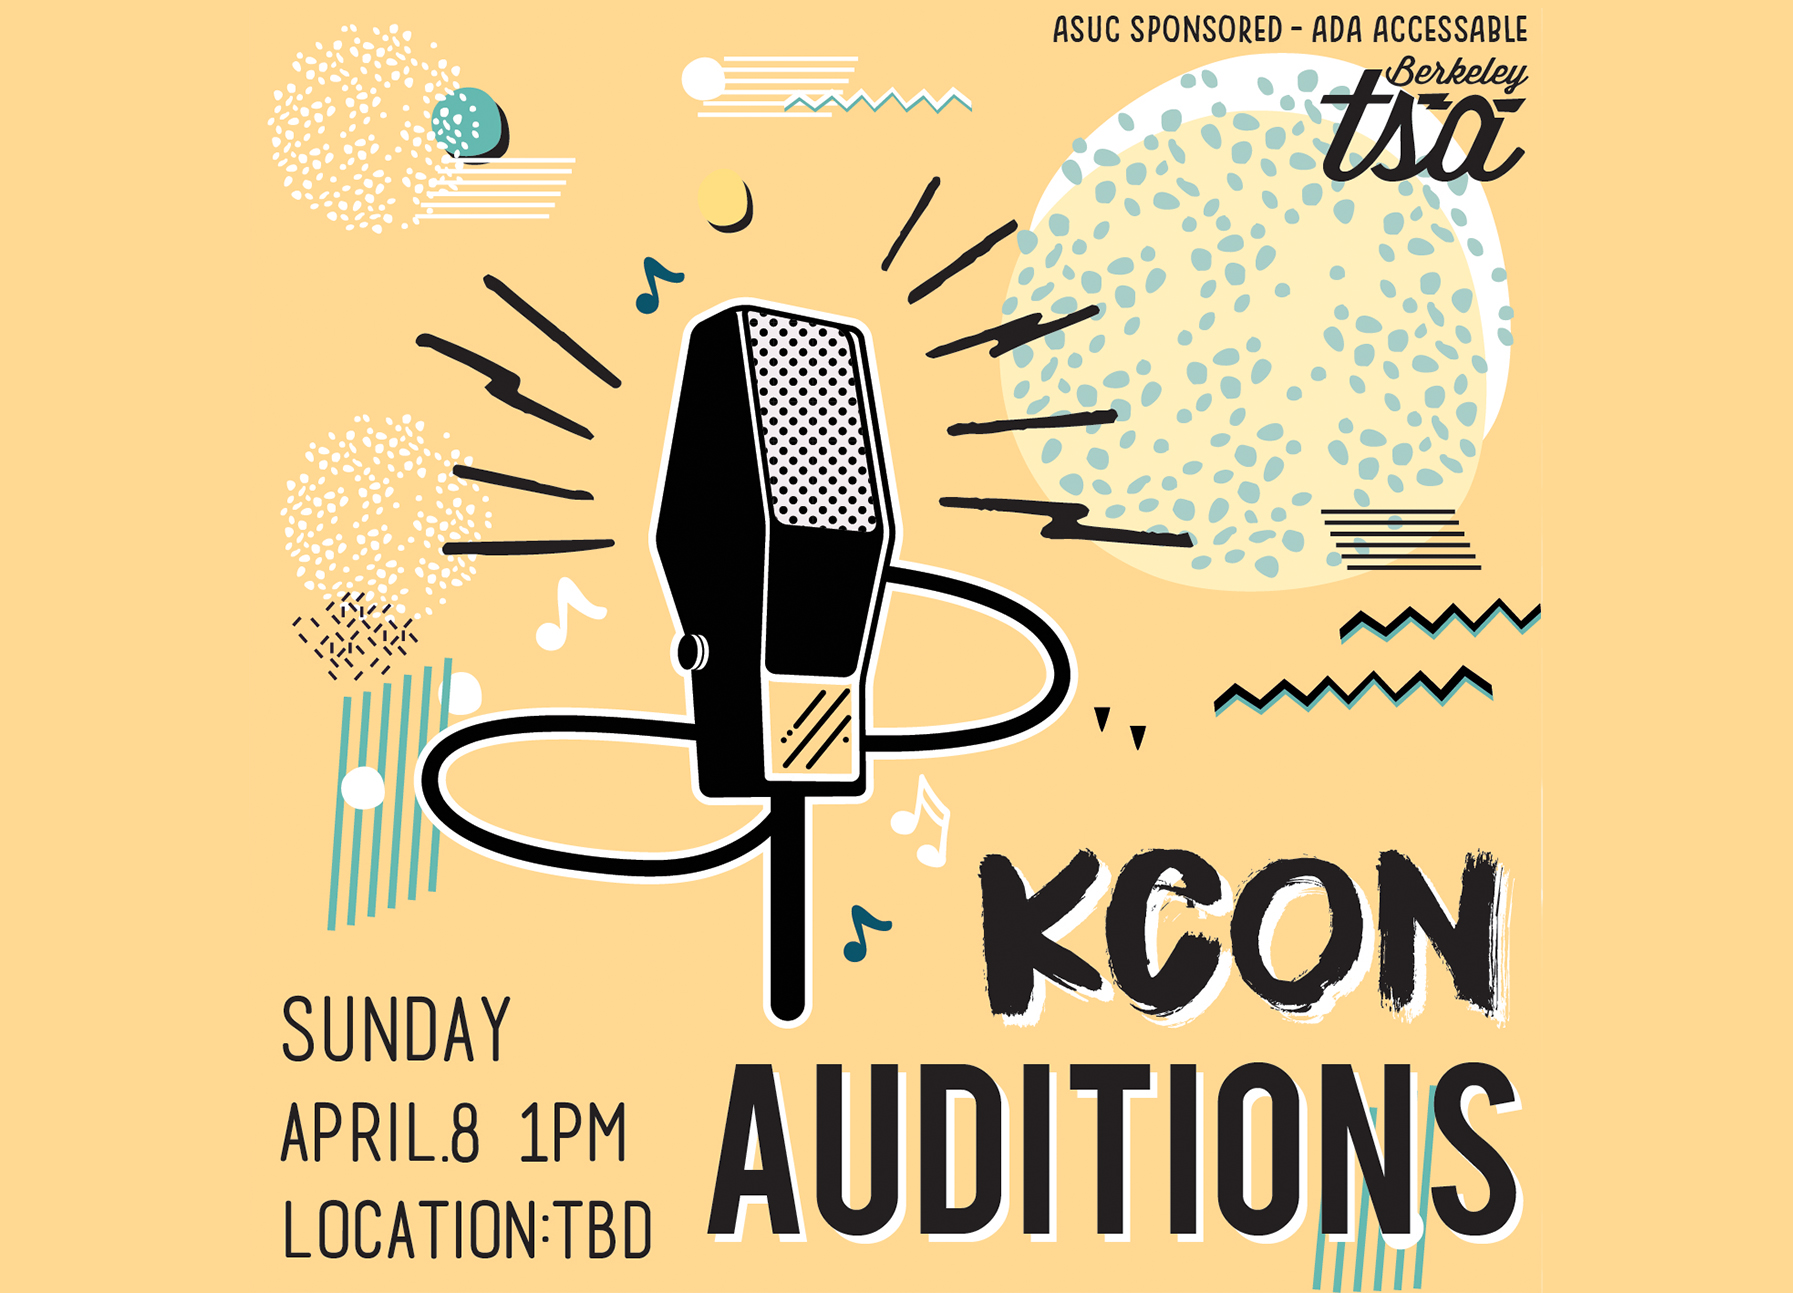 ASUC SPONSORED - ADA ACCESSABLE
Berkeley
tsa
KCON
AUDITIONS
SUNDAY
APRIL.8 1PM
LOCATION:TBD